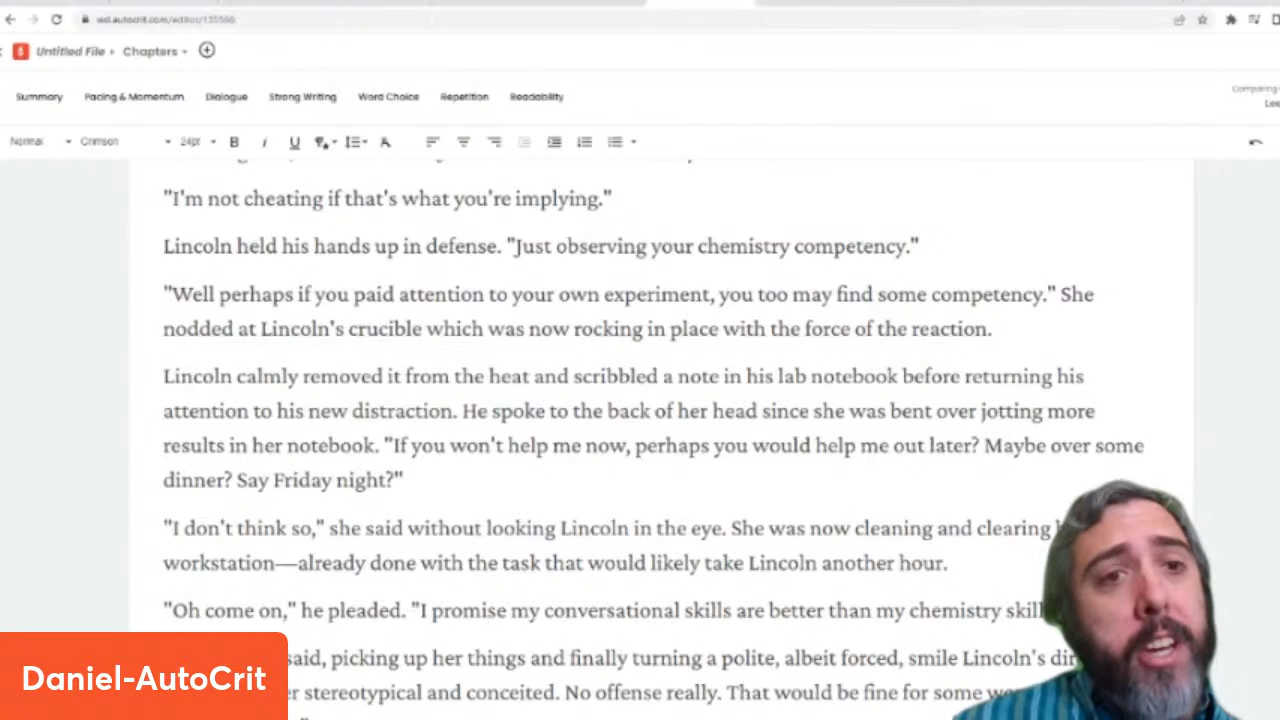 wd.autocrit.com/editor/135586
Untitled File
Chapters
Summary Pacing & Momentum Dialogue Strong Writing Word Choice Repetition Readability
Comparing
Lee
Normal Crimson 24pt B i U A
"I'm not cheating if that's what you're implying."
Lincoln held his hands up in defense. "Just observing your chemistry competency."
"Well perhaps if you paid attention to your own experiment, you too may find some competency." She
nodded at Lincoln's crucible which was now rocking in place with the force of the reaction.
Lincoln calmly removed it from the heat and scribbled a note in his lab notebook before returning his
attention to his new distraction. He spoke to the back of her head since she was bent over jotting more
results in her notebook. "If you won't help me now, perhaps you would help me out later? Maybe over some
dinner? Say Friday night?"
"I don't think so," she said without looking Lincoln in the eye. She was now cleaning and clearing
workstation—already done with the task that would likely take Lincoln another hour.
"Oh come on," he pleaded. "I promise my conversational skills are better than my chemistry skill
said, picking up her things and finally turning a polite, albeit forced, smile Lincoln's
stereotypical and conceited. No offense really. That would be fine for some
Daniel-AutoCrit